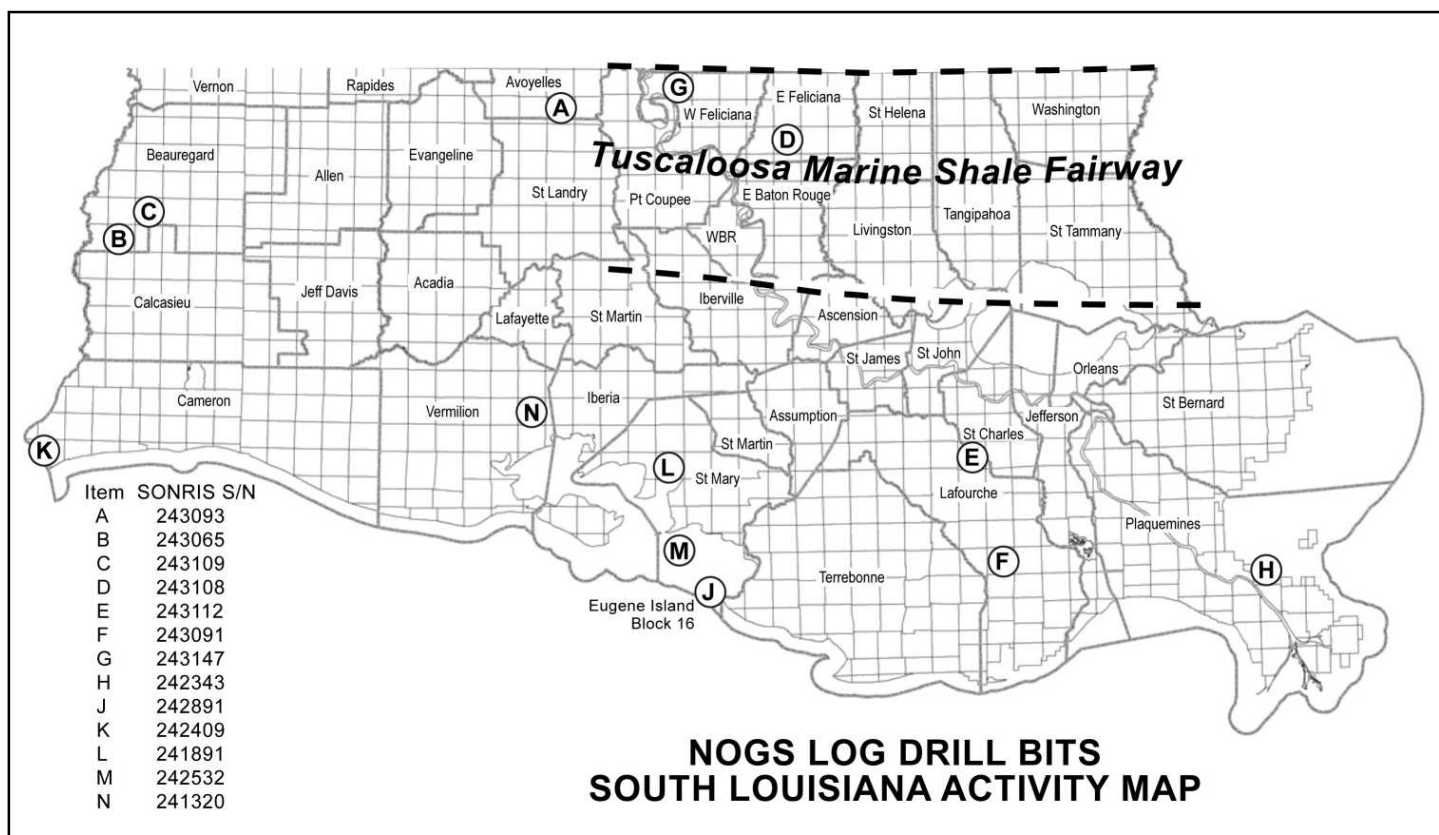 Vernon
Rapides
Avoyelles
A
G
W Feliciana
E Feliciana
D
St Helena
Washington
Beauregard
Allen
Evangeline
St Landry
Tuscaloosa Marine Shale Fairway
Pt Coupee
E Baton Rouge
WBR
Livingston
Tangipahoa
St Tammany
C
B
Calcasieu
Jeff Davis
Acadia
Lafayette
St Martin
Iberville
Ascension
St James
St John
Orleans
St Bernard
Cameron
Vermilion
N
Iberia
Assumption
St Martin
St Charles
Jefferson
K
L
St Mary
E
Lafourche
Plaquemines
M
J
Eugene Island
Block 16
Terrebonne
F
H
Item SONRIS S/N
A 243093
B 243065
C 243109
D 243108
E 243112
F 243091
G 243147
H 242343
J 242891
K 242409
L 241891
M 242532
N 241320
NOGS LOG DRILL BITS
SOUTH LOUISIANA ACTIVITY MAP